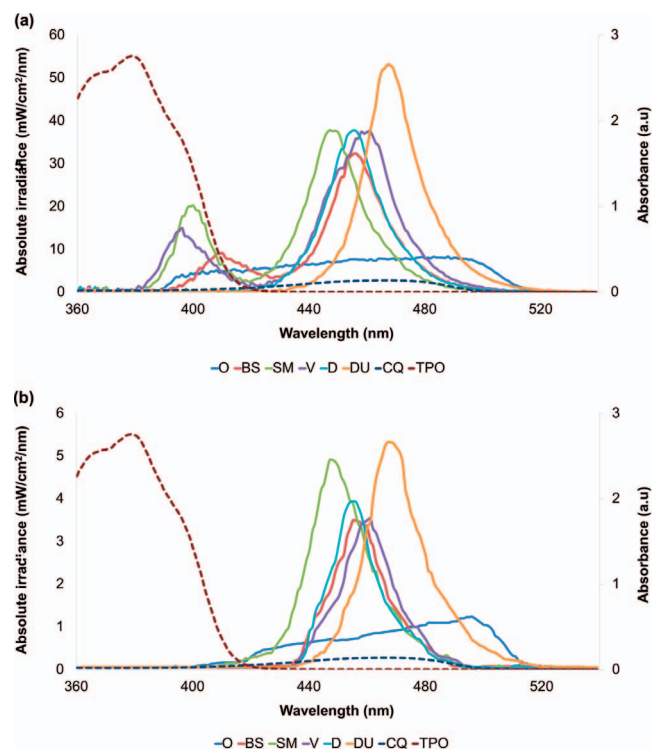 (a)
60
50
40
30
20
10
0
Absolute irradiance (mW/cm2/nm)
3
2
1
0
Absorbance (a.u)
360 400 440 480 520
Wavelength (nm)
O BS SM V D DU CQ TPO
(b)
6
5
4
3
2
1
0
Absolute irradiance (mW/cm2/nm)
3
2
1
0
Absorbance (a.u)
360 400 440 480 520
Wavelength (nm)
O BS SM V D DU CQ TPO